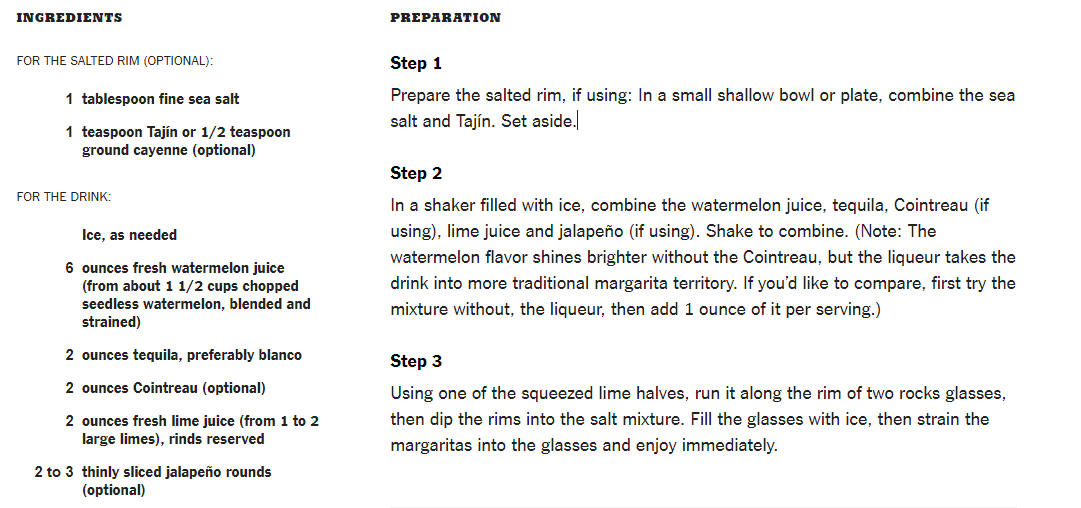 INGREDIENTS
FOR THE SALTED RIM (OPTIONAL):
1 tablespoon fine sea salt
1 teaspoon Tajín or 1/2 teaspoon
ground cayenne (optional)
FOR THE DRINK:
Ice, as needed
6 ounces fresh watermelon juice
(from about 1 1/2 cups chopped
seedless watermelon, blended and
strained)
2 ounces tequila, preferably blanco
2 ounces Cointreau (optional)
2 ounces fresh lime juice (from 1 to 2
large limes), rinds reserved
2 to 3 thinly sliced jalapeño rounds
(optional)
PREPARATION
Step 1
Prepare the salted rim, if using: In a small shallow bowl or plate, combine the sea
salt and Tajín. Set aside.
Step 2
In a shaker filled with ice, combine the watermelon juice, tequila, Cointreau (if
using), lime juice and jalapeño (if using). Shake to combine. (Note: The
watermelon flavor shines brighter without the Cointreau, but the liqueur takes the
drink into more traditional margarita territory. If you’d like to compare, first try the
mixture without, the liqueur, then add 1 ounce of it per serving.)
Step 3
Using one of the squeezed lime halves, run it along the rim of two rocks glasses,
then dip the rims into the salt mixture. Fill the glasses with ice, then strain the
margaritas into the glasses and enjoy immediately.